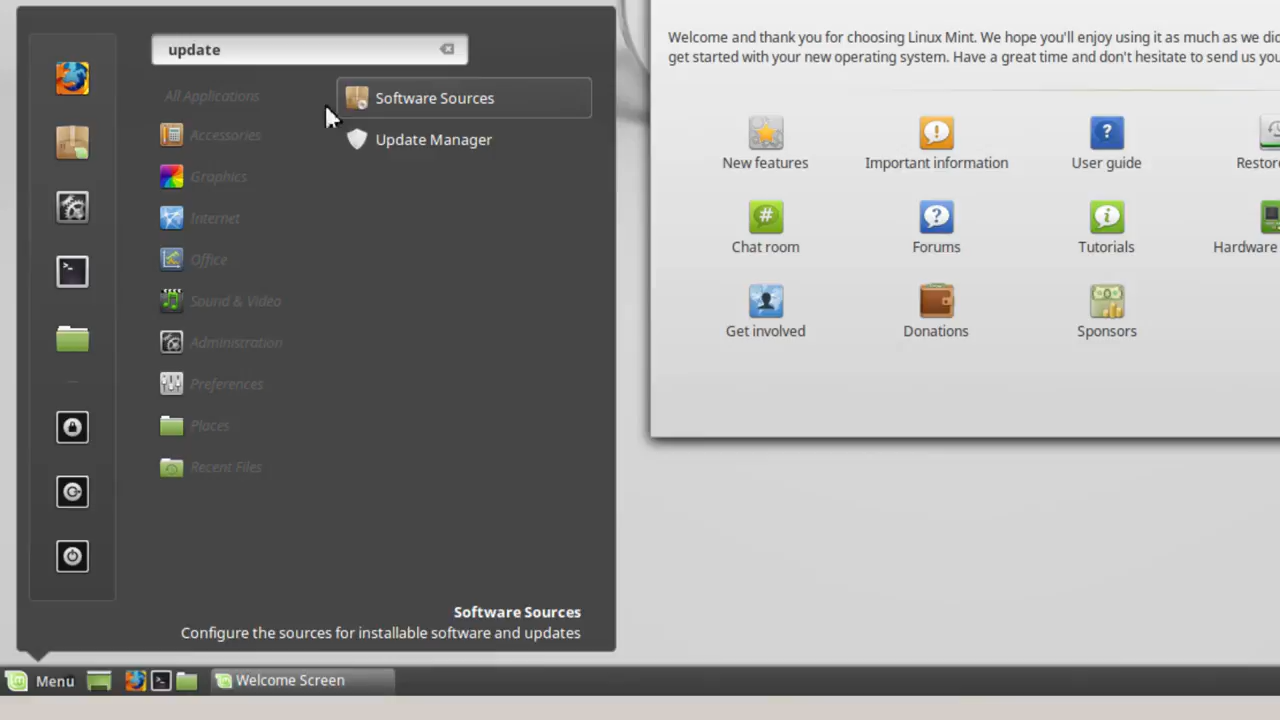 update
All Applications
Accessories
Graphics
Internet
Office
Sound & Video
Administration
Preferences
Places
Recent Files
Software Sources
Update Manager
Software Sources
Configure the sources for installable software and updates
Welcome and thank you for choosing Linux Mint. We hope you'll enjoy using it as much as we did
get started with your new operating system. Have a great time and don't hesitate to send us you
New features
Important information
User guide
Restore
Chat room
Forums
Tutorials
Hardware
Get involved
Donations
Sponsors
Menu
Welcome Screen